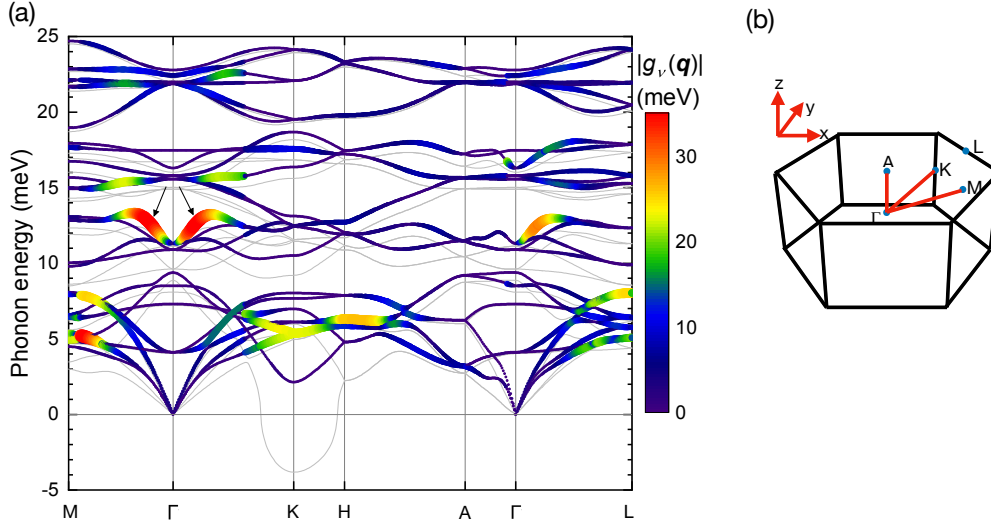 (a)
(b)
25
20
15
10
5
0
-5
Phonon energy (meV)
M
Γ
K
H
A
Γ
L
|gν(q)|
(meV)
30
20
10
0
z
y
x
L
A
K
M
Γ